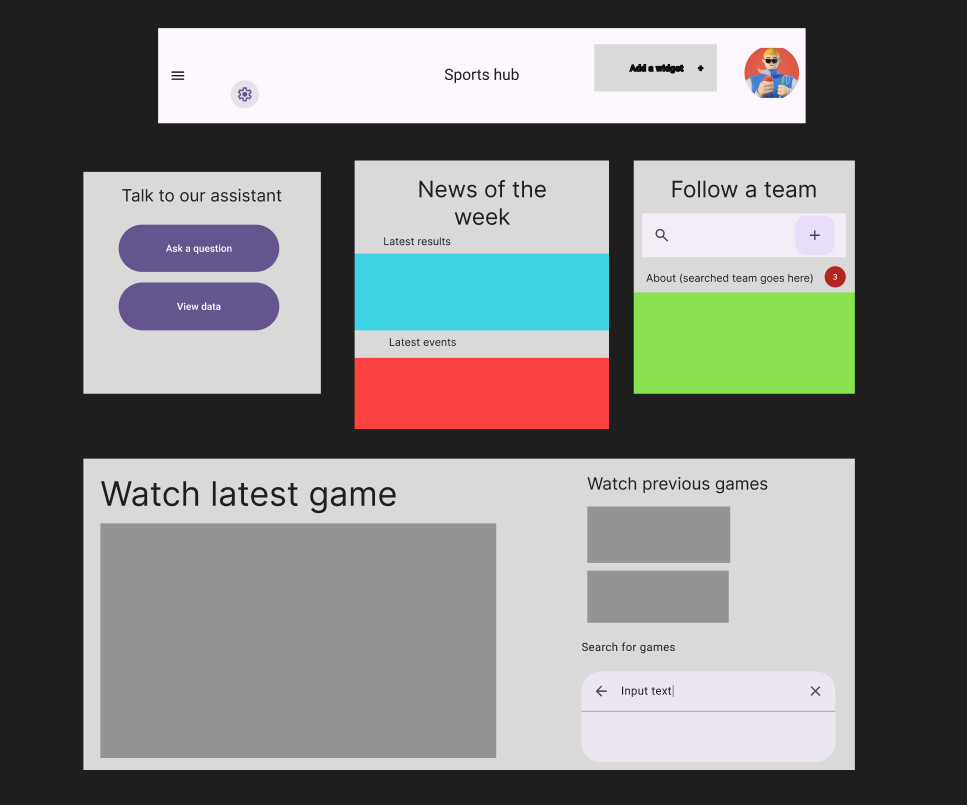 Sports hub
Add a widget +
Talk to our assistant
Ask a question
View data
News of the
week
Latest results
Latest events
Follow a team
+
About (searched team goes here) 3
Watch latest game
Watch previous games
Search for games
Input text